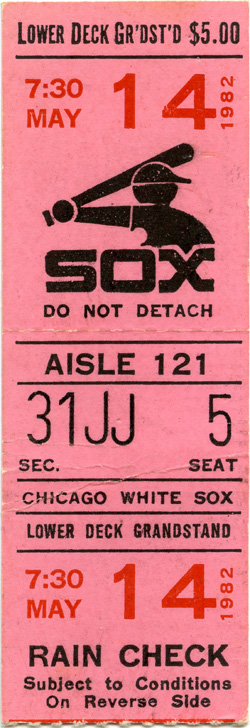 LOWER DECK GR'DST'D $5.00
7:30 MAY 14 1982
SOX
DO NOT DETACH
AISLE 121
31JJ 5
SEC. SEAT
CHICAGO WHITE SOX
LOWER DECK GRANDSTAND
7:30 MAY 14 1982
RAIN CHECK
Subject to Conditions
On Reverse Side